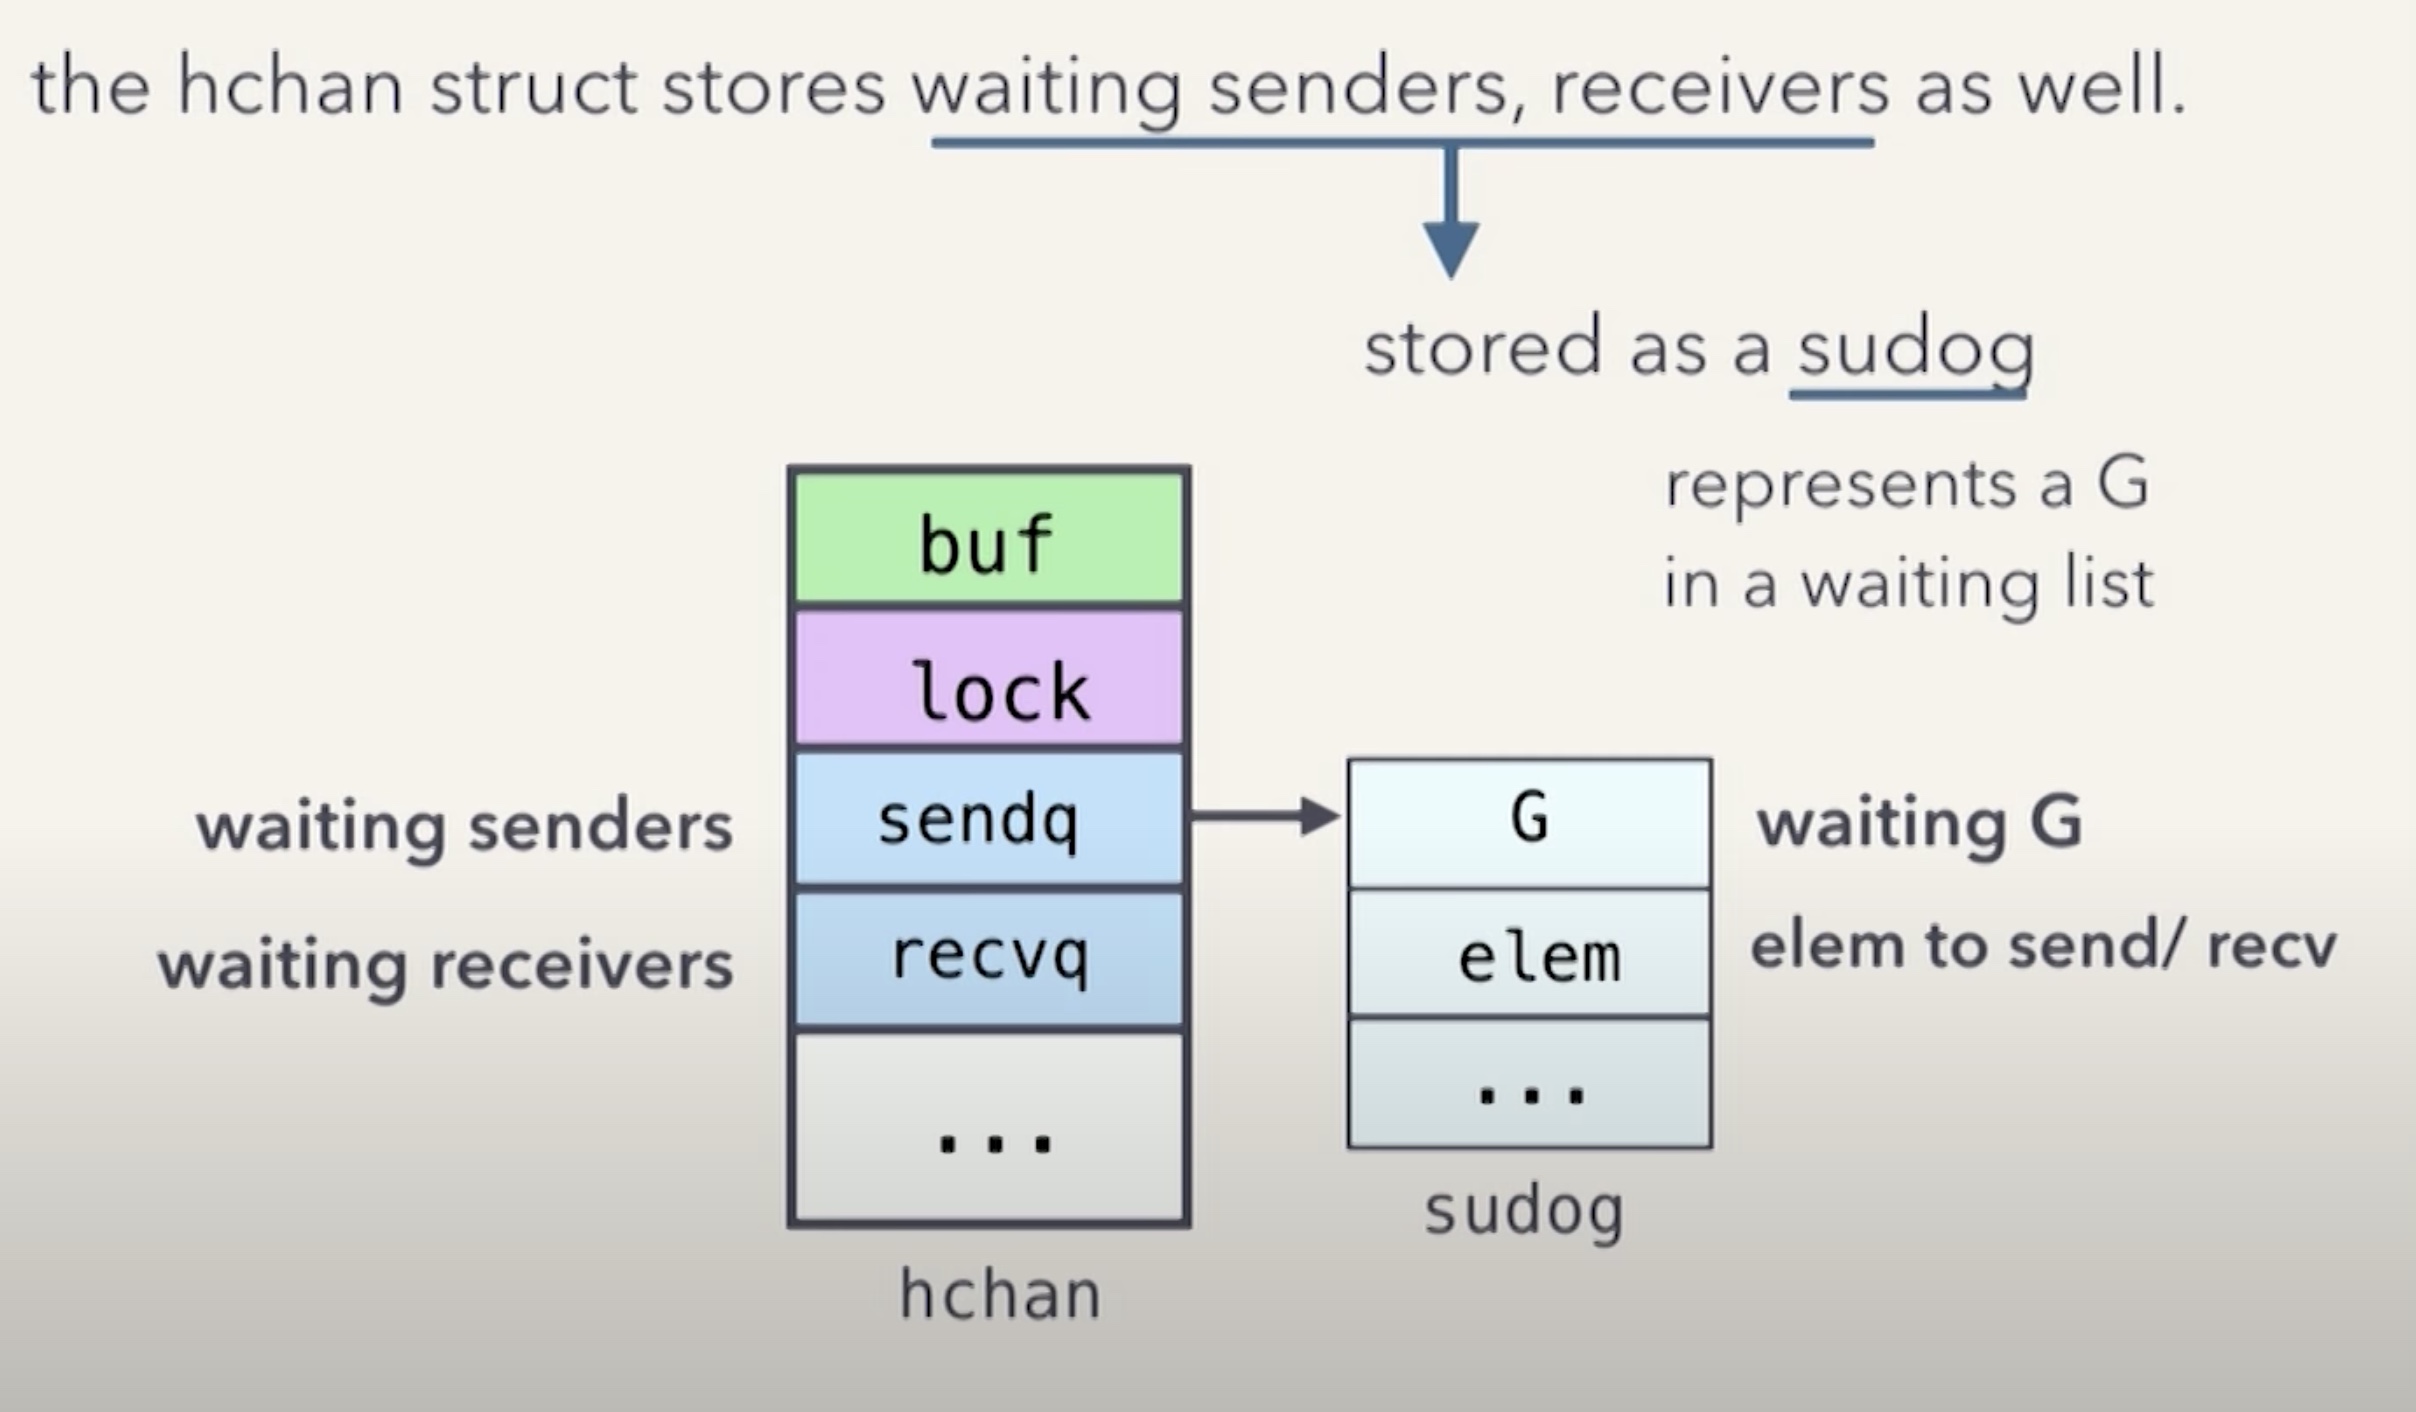 the hchan struct stores waiting senders, receivers as well.
stored as a sudog
represents a G
in a waiting list
buf
lock
waiting senders
sendq
G
waiting G
waiting receivers
recvq
elem
elem to send/ recv
...
...
sudog
hchan